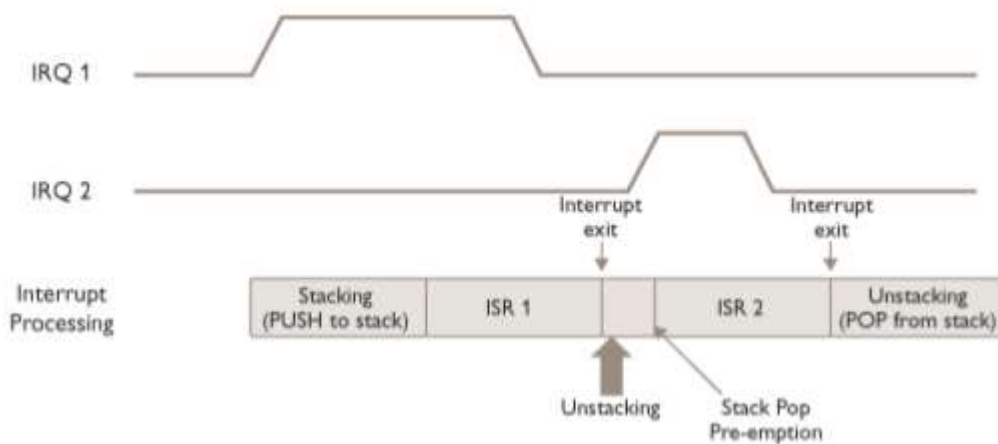 IRQ 1
IRQ 2
Interrupt
exit
Interrupt
exit
Interrupt
Processing
Stacking
(PUSH to stack)
ISR 1
ISR 2
Unstacking
(POP from stack)
Unstacking
Stack Pop
Pre-emption